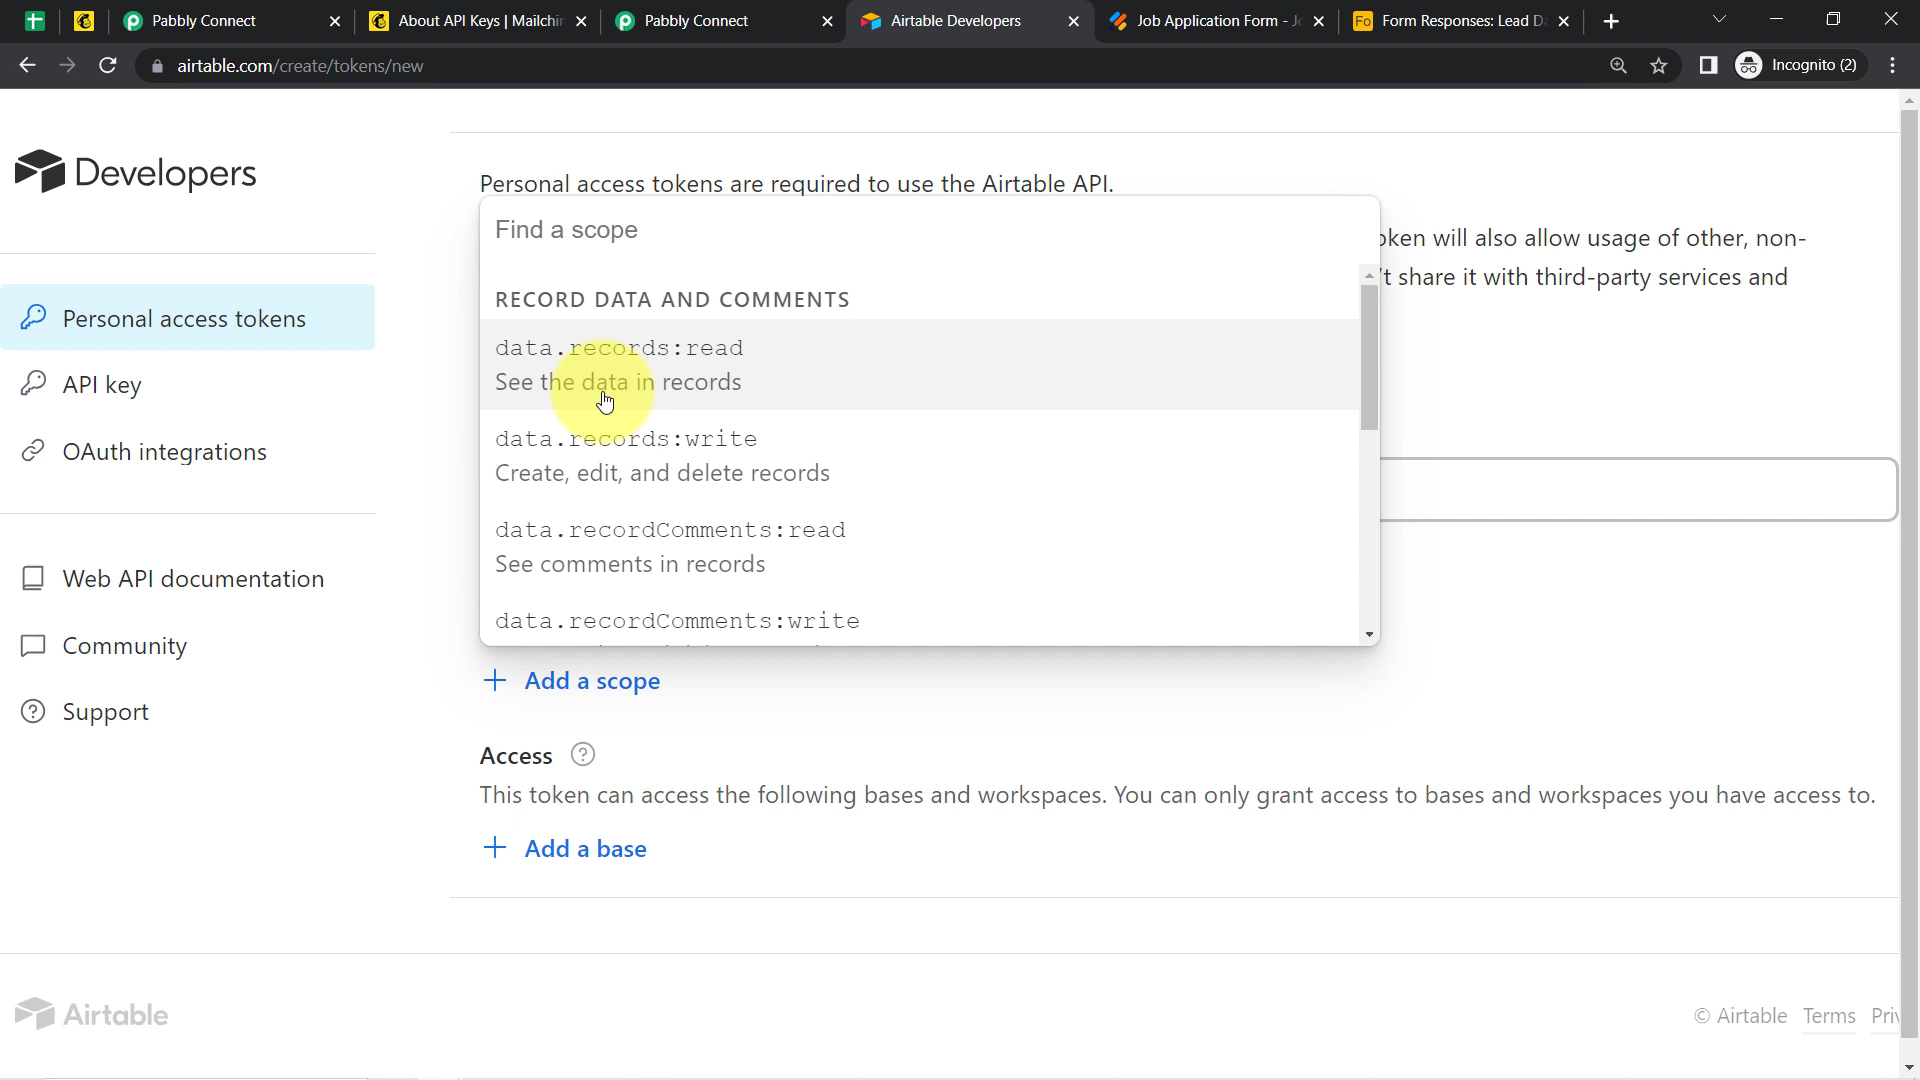 Pabbly Connect
About API Keys | Mailchin
Pabbly Connect
Airtable Developers
Job Application Form - Jo
Form Responses: Lead Da
airtable.com/create/tokens/new
Incognito (2)
Developers
Personal access tokens
API key
OAuth integrations
Web API documentation
Community
Support
Personal access tokens are required to use the Airtable API.
oken will also allow usage of other, non-
't share it with third-party services and
Find a scope
RECORD DATA AND COMMENTS
data.records:read
See the data in records
data.records:write
Create, edit, and delete records
data.recordComments:read
See comments in records
data.recordComments:write
Add a scope
Access
This token can access the following bases and workspaces. You can only grant access to bases and workspaces you have access to.
Add a base
Airtable
© Airtable Terms Priv